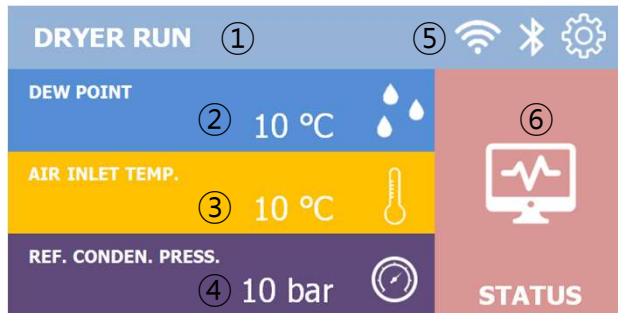 DRYER RUN ①
⑤
DEW POINT
② 10 °C
⑥
AIR INLET TEMP.
③ 10 °C
REF. CONDEN. PRESS.
④ 10 bar
STATUS